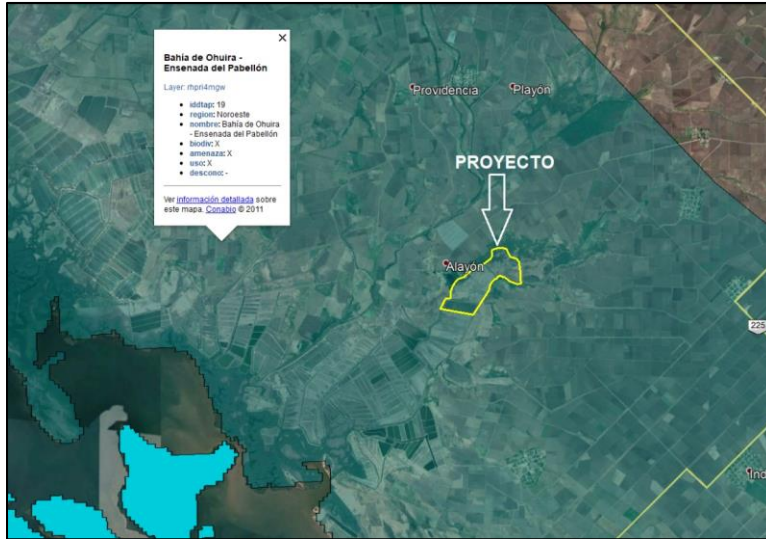 ×
Bahía de Ohuira -
Ensenada del Pabellón
Layer: rhpri4mgw
• iddtap: 19
• region: Noroeste
• nombre: Bahía de Ohuira
- Ensenada del Pabellón
• biodiv: X
• amenaza: X
• uso: X
• descono: -
Ver información detallada sobre
este mapa. Conabio © 2011
Providencia
Playón
PROYECTO
Alayón
225
Ind